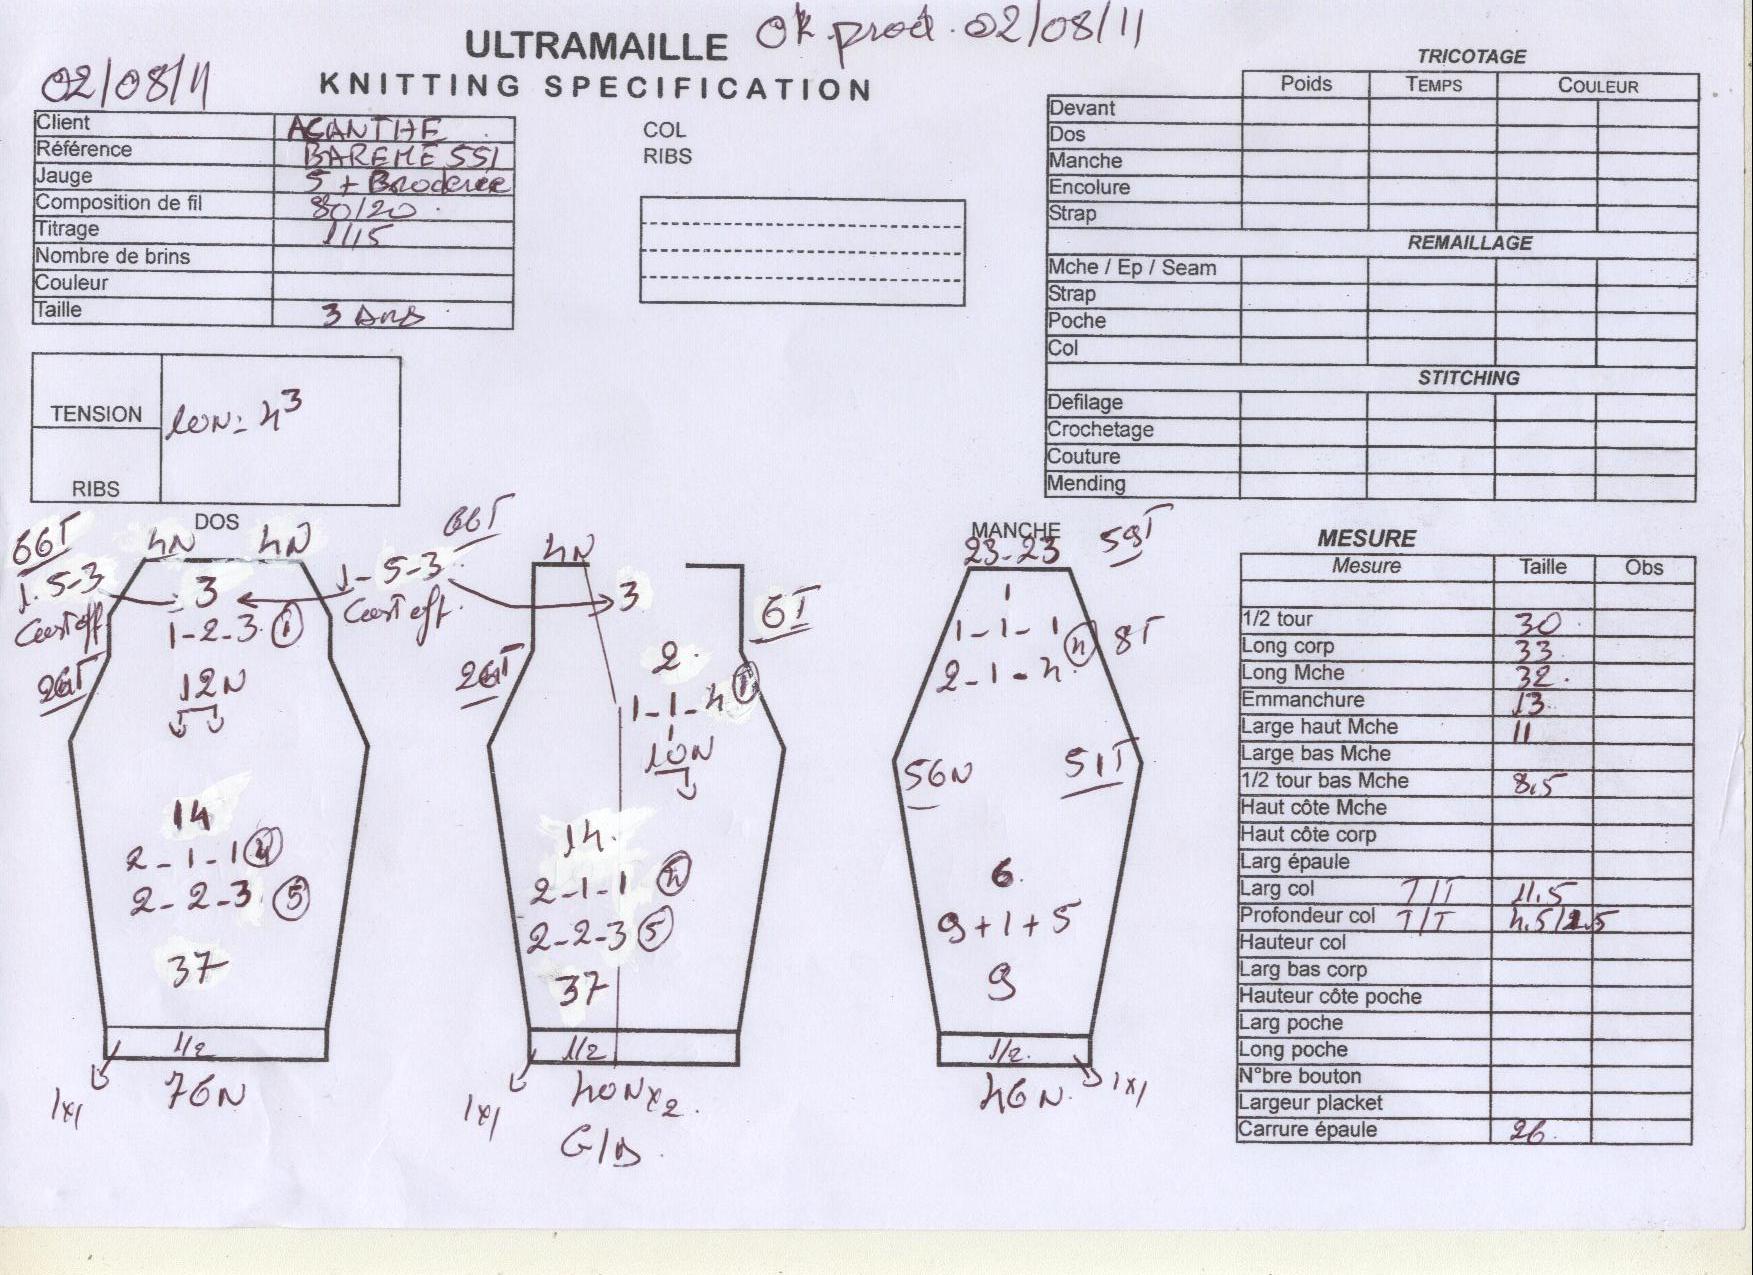 Ok prod. 02/08/11
ULTRAMAILLE
KNITTING SPECIFICATION
02/08/11
Client ACANTHE
Référence BAREME 551
Jauge 5 + Broderie
Composition de fil 80/20
Titrage 1/15
Nombre de brins
Couleur
Taille 3 Ans
COL
RIBS
TRICOTAGE
Poids TEMPS COULEUR
Devant
Dos
Manche
Encolure
Strap
REMAILLAGE
Mche / Ep / Seam
Strap
Poche
Col
STITCHING
Defilage
Crochetage
Couture
Mending
TENSION
RIBS
DOS
66T
4N 4N
1-5-3
Cast off
3
1-5-3
Cast off
1-2-3 (1)
26T
12N
14
2-1-1 (4)
2-2-3 (5)
37
1/2
1x1
76N
66T
4N
3
6T
26T
2
1-1-4 (1)
10N
14
2-1-1 (4)
2-2-3 (5)
37
1/2
1x1
40Nx2
G/D
MANCHE
23-23
59T
1
1-1-1
2-1-4 (4)
8T
56N
51T
6
9+1+5
9
1/2
46N
1x1
MESURE
Mesure Taille Obs
1/2 tour 30
Long corp 33
Long Mche 32
Emmanchure 13
Large haut Mche 11
Large bas Mche
1/2 tour bas Mche 8,5
Haut côte Mche
Haut côte corp
Larg épaule
Larg col T/T 11.5
Profondeur col T/T 4.5/2.5
Hauteur col
Larg bas corp
Hauteur côte poche
Larg poche
Long poche
N°bre bouton
Largeur placket
Carrure épaule 26